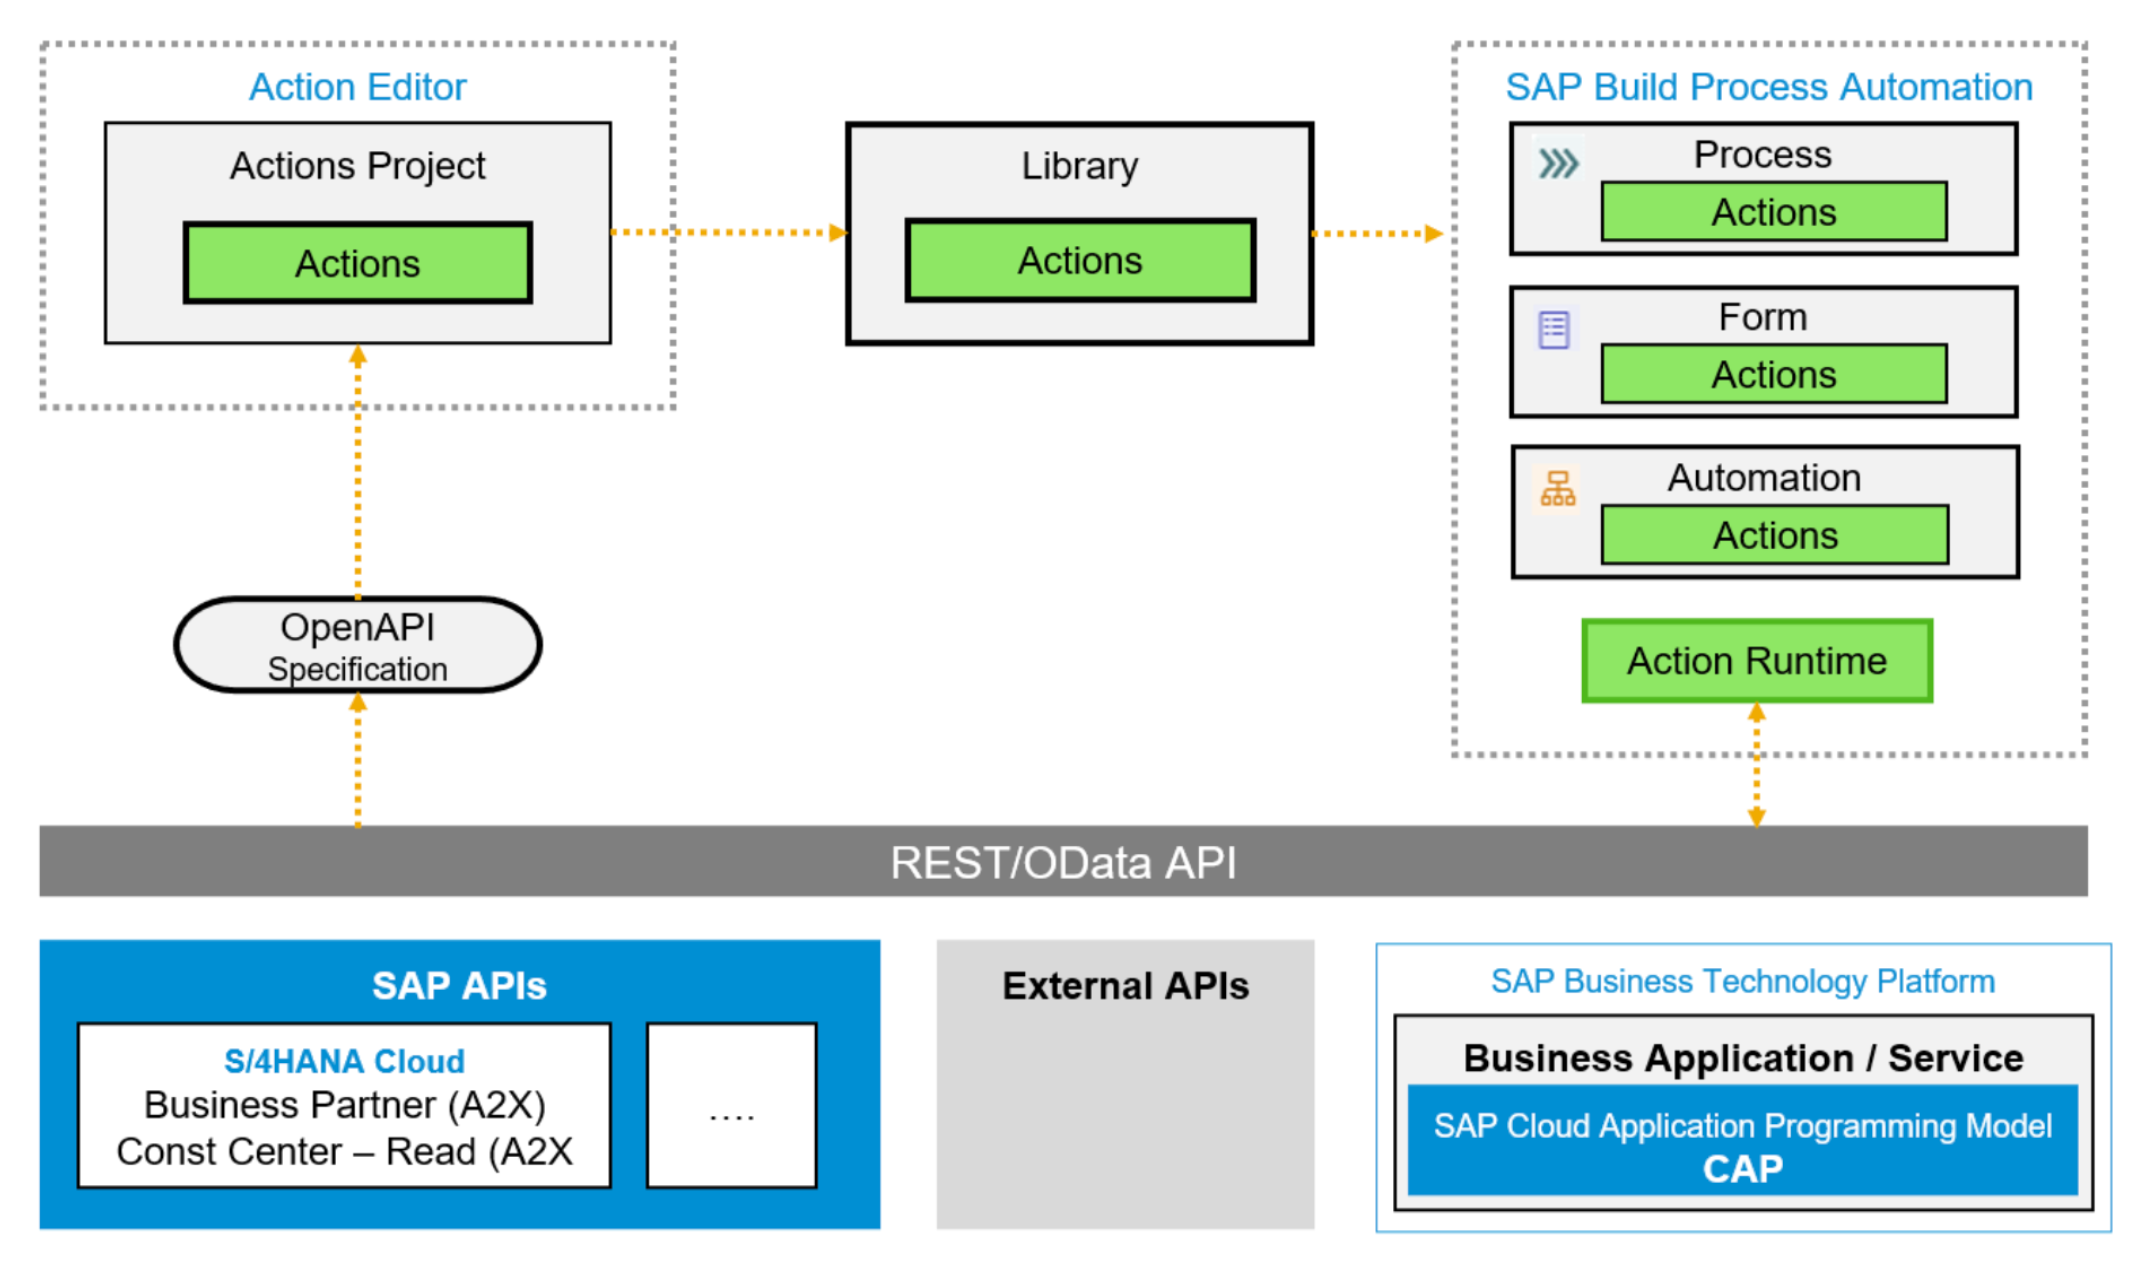 Action Editor
Actions Project
Actions
Library
Actions
SAP Build Process Automation
Process
Actions
Form
Actions
Automation
Actions
Action Runtime
OpenAPI
Specification
REST/OData API
SAP APIs
S/4HANA Cloud
Business Partner (A2X)
Const Center – Read (A2X
....
External APIs
SAP Business Technology Platform
Business Application / Service
SAP Cloud Application Programming Model
CAP